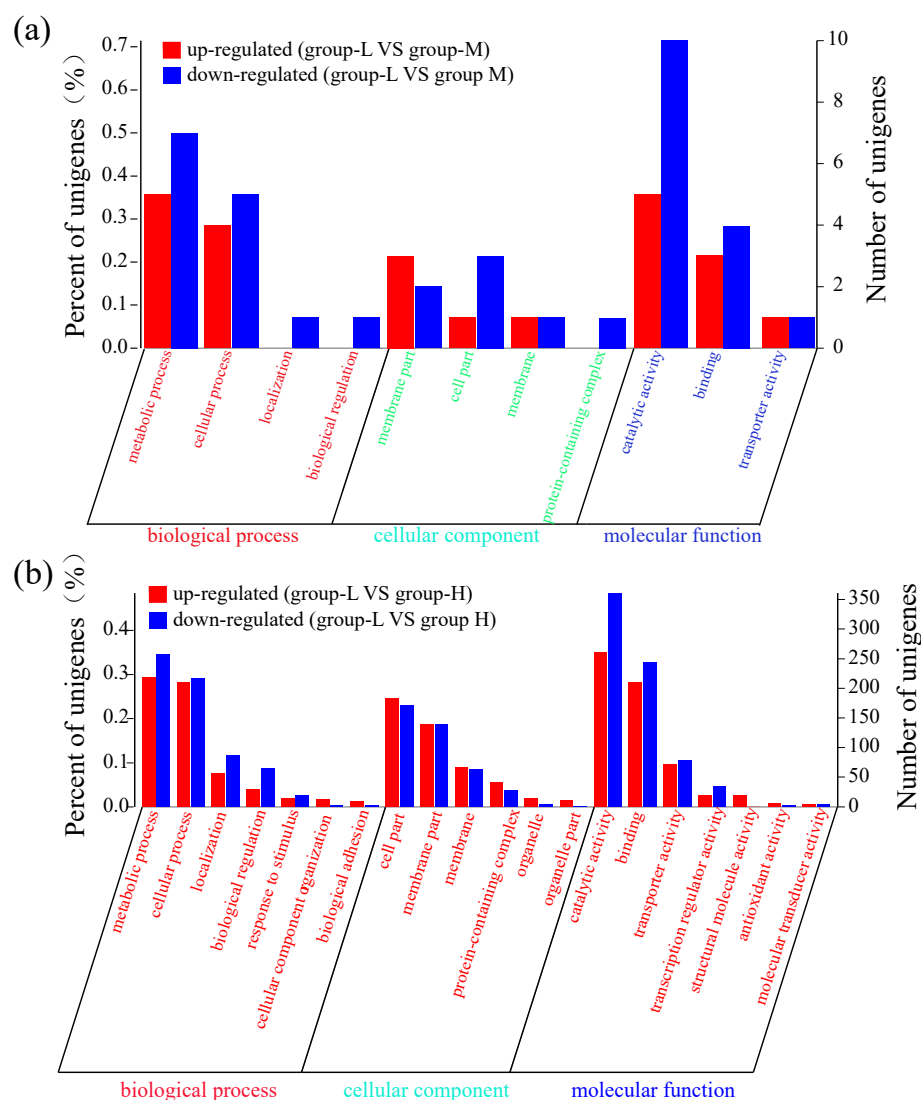 (a)
up-regulated (group-L VS group-M)
down-regulated (group-L VS group M)
Percent of unigenes (%)
0.7
0.6
0.5
0.4
0.3
0.2
0.1
0.0
Number of unigenes
10
8
6
4
2
0
metabolic process
cellular process
localization
biological regulation
membrane part
cell part
membrane
protein-containing complex
catalytic activity
binding
transporter activity
biological process
cellular component
molecular function
(b)
up-regulated (group-L VS group-H)
down-regulated (group-L VS group H)
Percent of unigenes (%)
0.4
0.3
0.2
0.1
0.0
Number of unigenes
350
300
250
200
150
100
50
0
metabolic process
cellular process
localization
biological regulation
response to stimulus
cellular component organization
biological adhesion
cell part
membrane part
membrane
protein-containing complex
organelle
organelle part
catalytic activity
binding
transporter activity
transcription regulator activity
structural molecule activity
antioxidant activity
molecular transducer activity
biological process
cellular component
molecular function